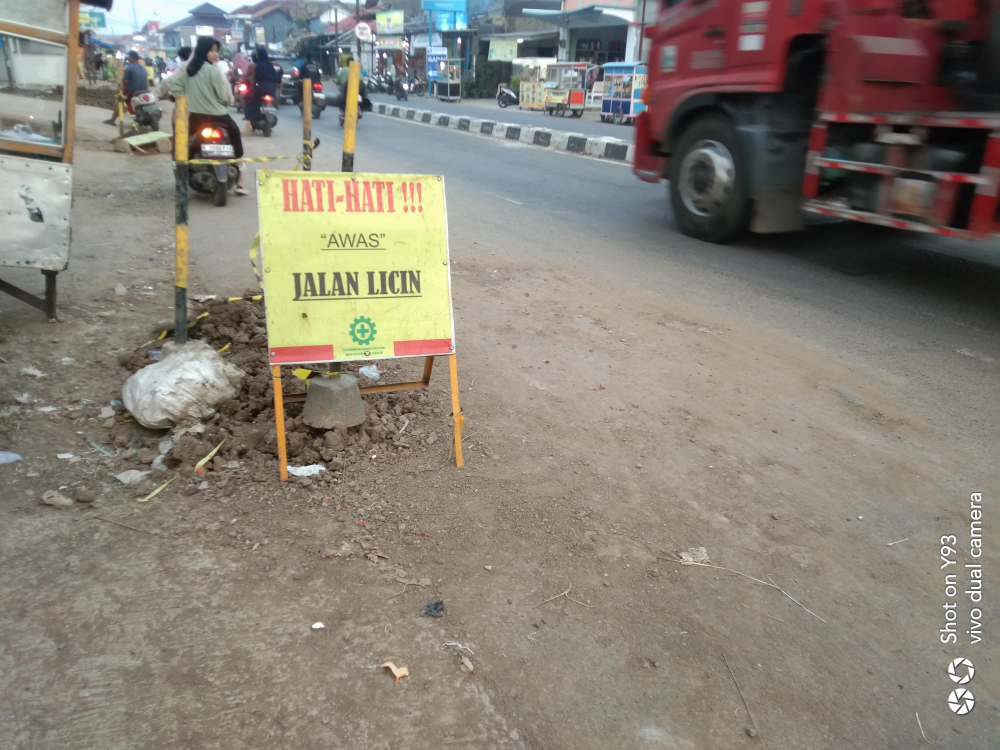 HATI-HATI !!!
"AWAS"
JALAN LICIN
Shot on Y93
vivo dual camera